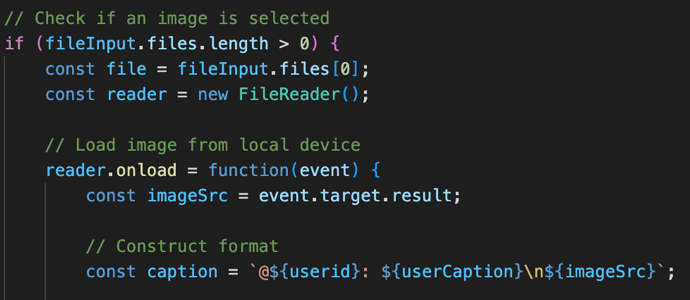 // Check if an image is selected
if (fileInput.files.length > 0) {
const file = fileInput.files[0];
const reader = new FileReader();
// Load image from local device
reader.onload = function(event) {
const imageSrc = event.target.result;
// Construct format
const caption = `@${userid}: ${userCaption}\n${imageSrc}`;